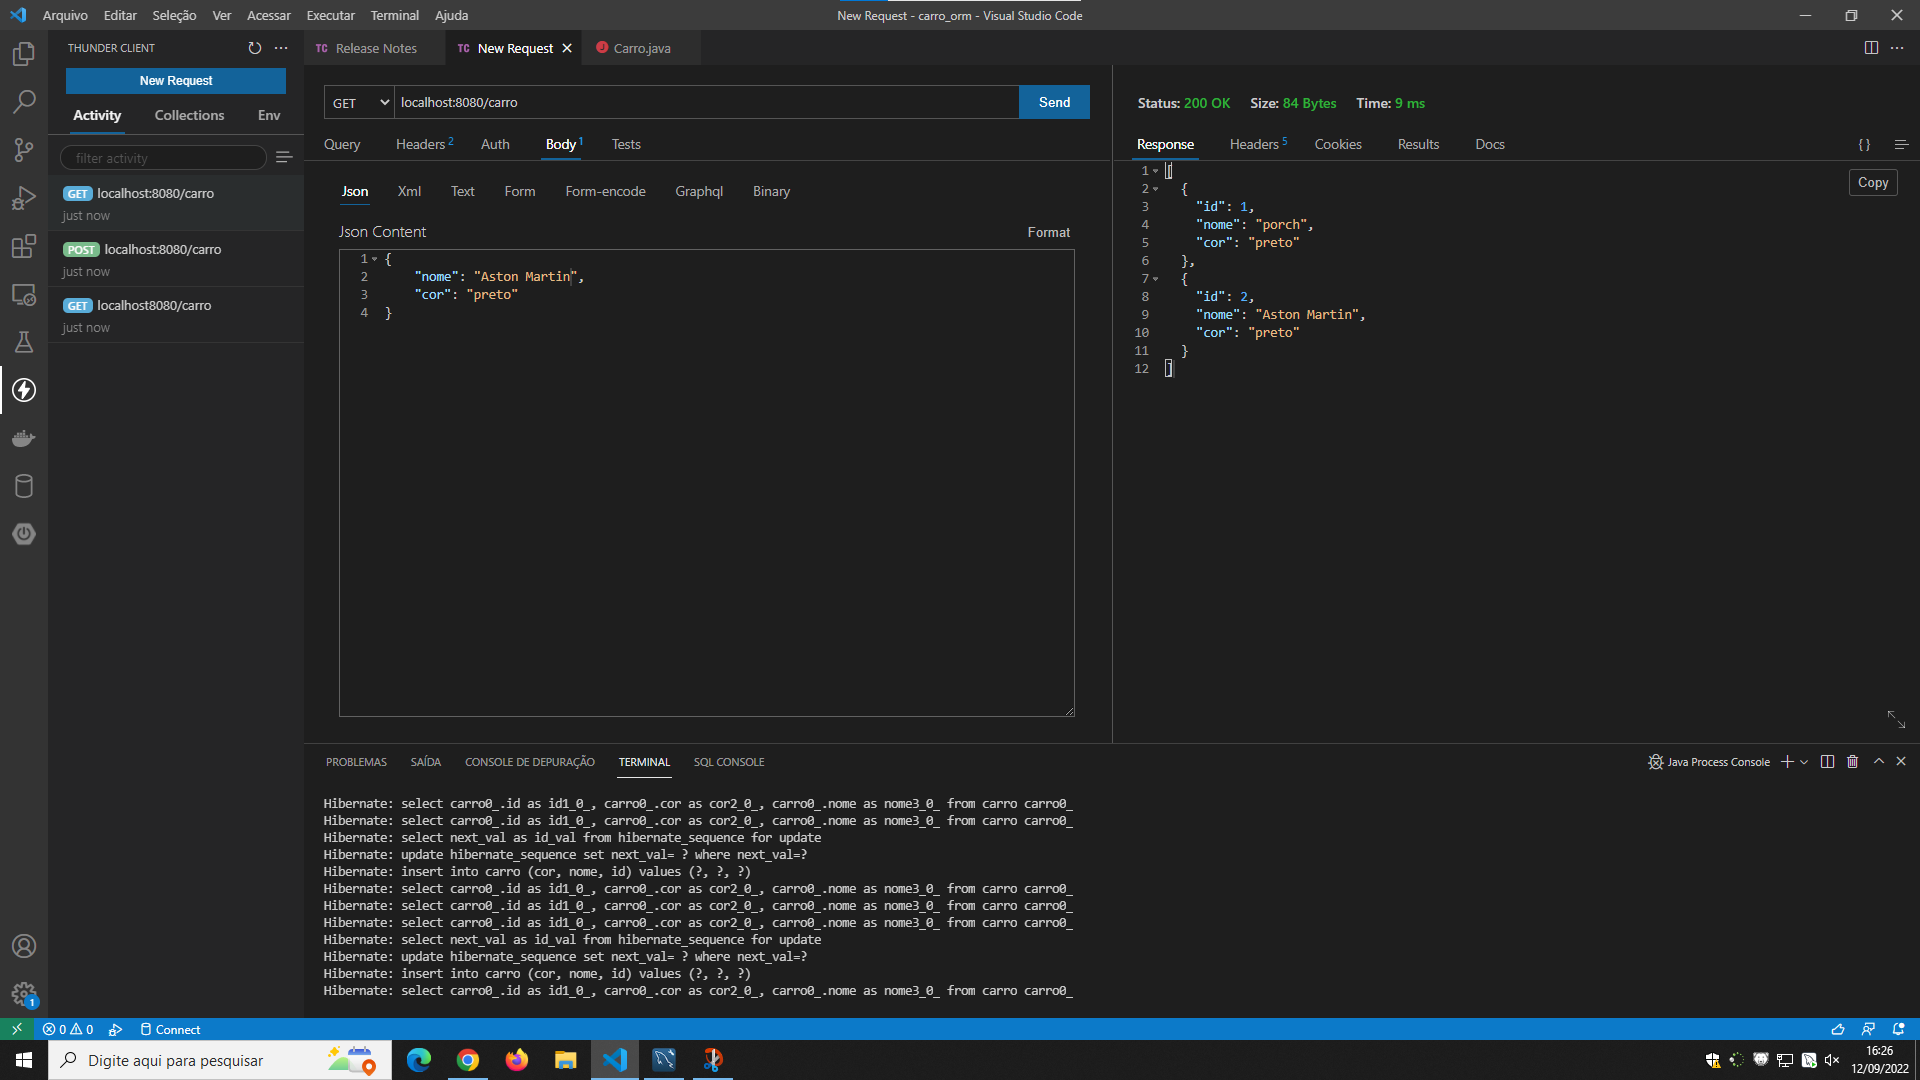 Arquivo Editar Seleção Ver Acessar Executar Terminal Ajuda
New Request - carro_orm - Visual Studio Code
THUNDER CLIENT
New Request
Activity Collections Env
filter activity
GET localhost:8080/carro
just now
POST localhost:8080/carro
just now
GET localhost8080/carro
just now
TC Release Notes
TC New Request
Carro.java
GET localhost:8080/carro Send
Query Headers 2 Auth Body 1 Tests
Json Xml Text Form Form-encode Graphql Binary
Json Content Format
1 {
2 "nome": "Aston Martin",
3 "cor": "preto"
4 }
Status: 200 OK Size: 84 Bytes Time: 9 ms
Response Headers 5 Cookies Results Docs { }
Copy
1 [
2 {
3 "id": 1,
4 "nome": "porch",
5 "cor": "preto"
6 },
7 {
8 "id": 2,
9 "nome": "Aston Martin",
10 "cor": "preto"
11 }
12 ]
PROBLEMAS SAÍDA CONSOLE DE DEPURAÇÃO TERMINAL SQL CONSOLE
Java Process Console
Hibernate: select carro0_.id as id1_0_, carro0_.cor as cor2_0_, carro0_.nome as nome3_0_ from carro carro0_
Hibernate: select carro0_.id as id1_0_, carro0_.cor as cor2_0_, carro0_.nome as nome3_0_ from carro carro0_
Hibernate: select next_val as id_val from hibernate_sequence for update
Hibernate: update hibernate_sequence set next_val= ? where next_val=?
Hibernate: insert into carro (cor, nome, id) values (?, ?, ?)
Hibernate: select carro0_.id as id1_0_, carro0_.cor as cor2_0_, carro0_.nome as nome3_0_ from carro carro0_
Hibernate: select carro0_.id as id1_0_, carro0_.cor as cor2_0_, carro0_.nome as nome3_0_ from carro carro0_
Hibernate: select carro0_.id as id1_0_, carro0_.cor as cor2_0_, carro0_.nome as nome3_0_ from carro carro0_
Hibernate: select next_val as id_val from hibernate_sequence for update
Hibernate: update hibernate_sequence set next_val= ? where next_val=?
Hibernate: insert into carro (cor, nome, id) values (?, ?, ?)
Hibernate: select carro0_.id as id1_0_, carro0_.cor as cor2_0_, carro0_.nome as nome3_0_ from carro carro0_
1
0 0 Connect
Digite aqui para pesquisar
16:26
12/09/2022